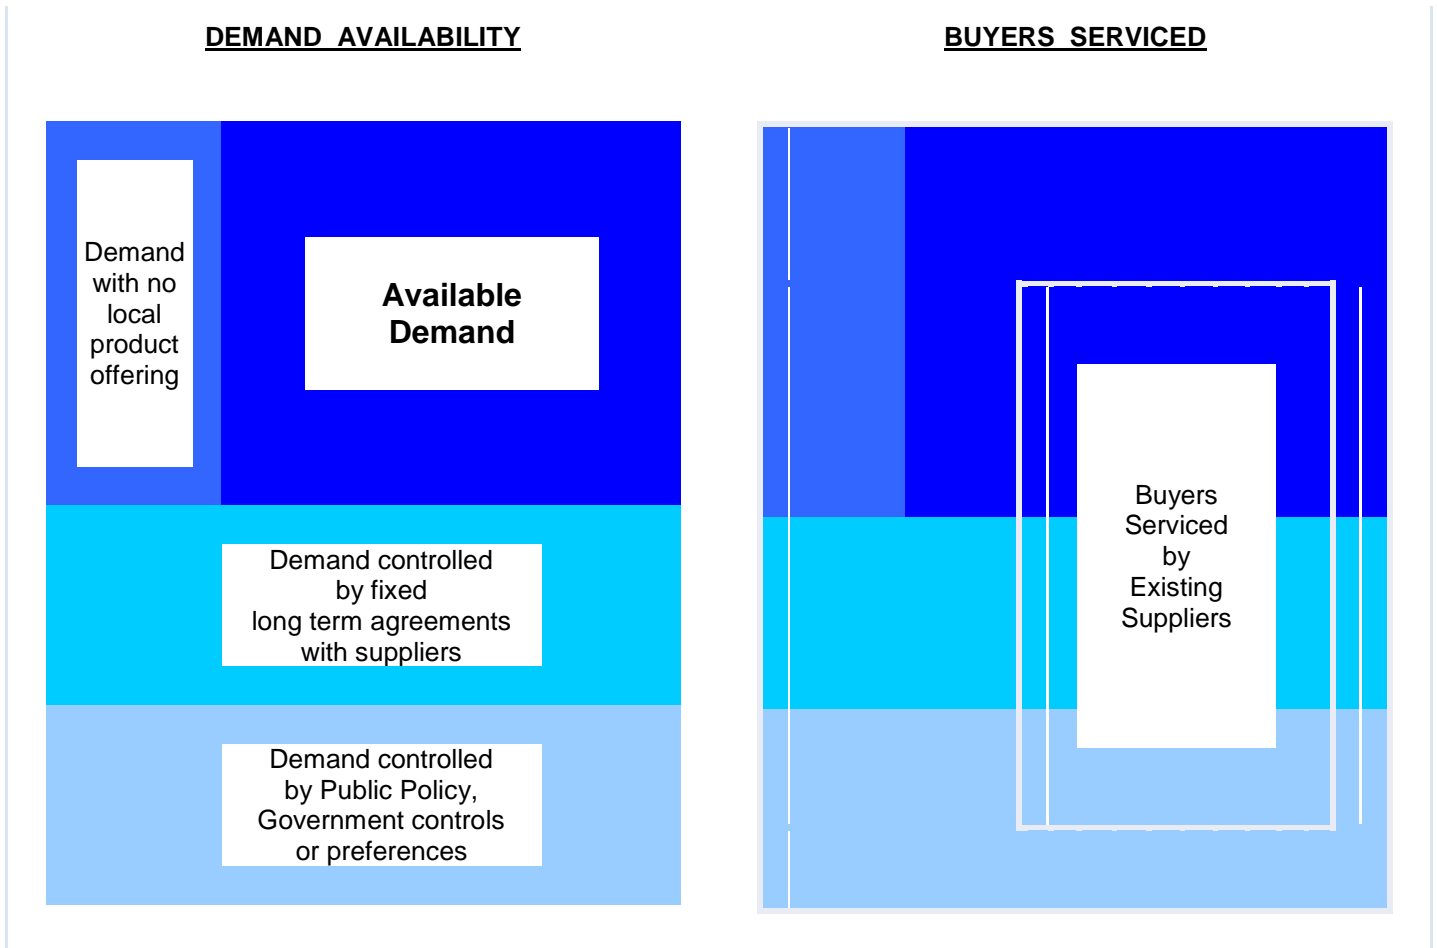 DEMAND AVAILABILITY
BUYERS SERVICED
Demand
with no
local
product
offering
Available
Demand
Demand controlled
by fixed
long term agreements
with suppliers
Demand controlled
by Public Policy,
Government controls
or preferences
Buyers
Serviced
by
Existing
Suppliers